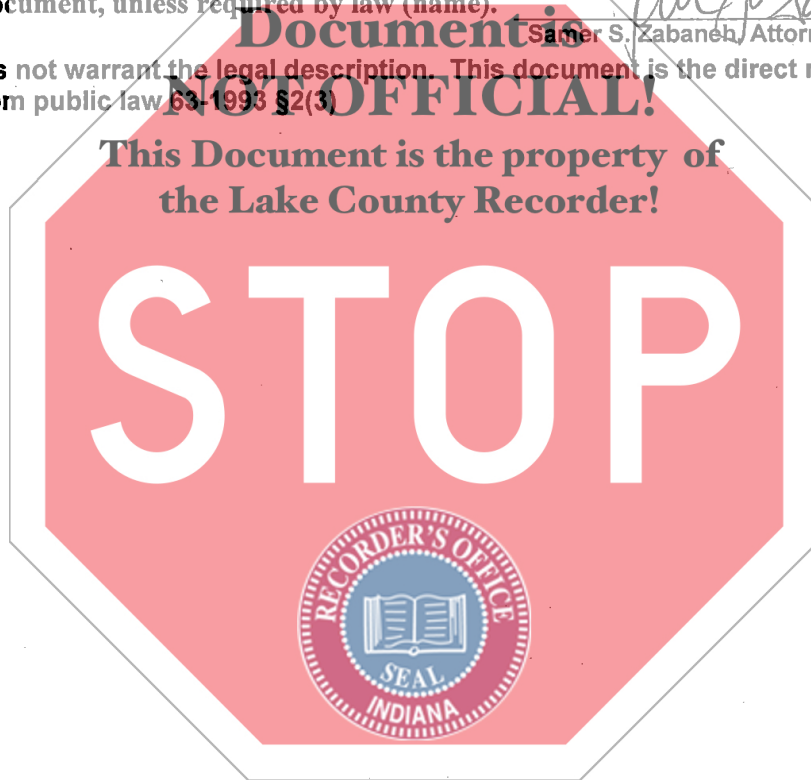 cument, unless required by law (name).
Document is
Samer S. Zabaneh, Attor
s not warrant the legal description. This document is the direct
NOT OFFICIAL!
m public law 63-1993 §2(3)
This Document is the property of
the Lake County Recorder!
STOP
RECORDER'S OFFICE
SEAL
INDIANA